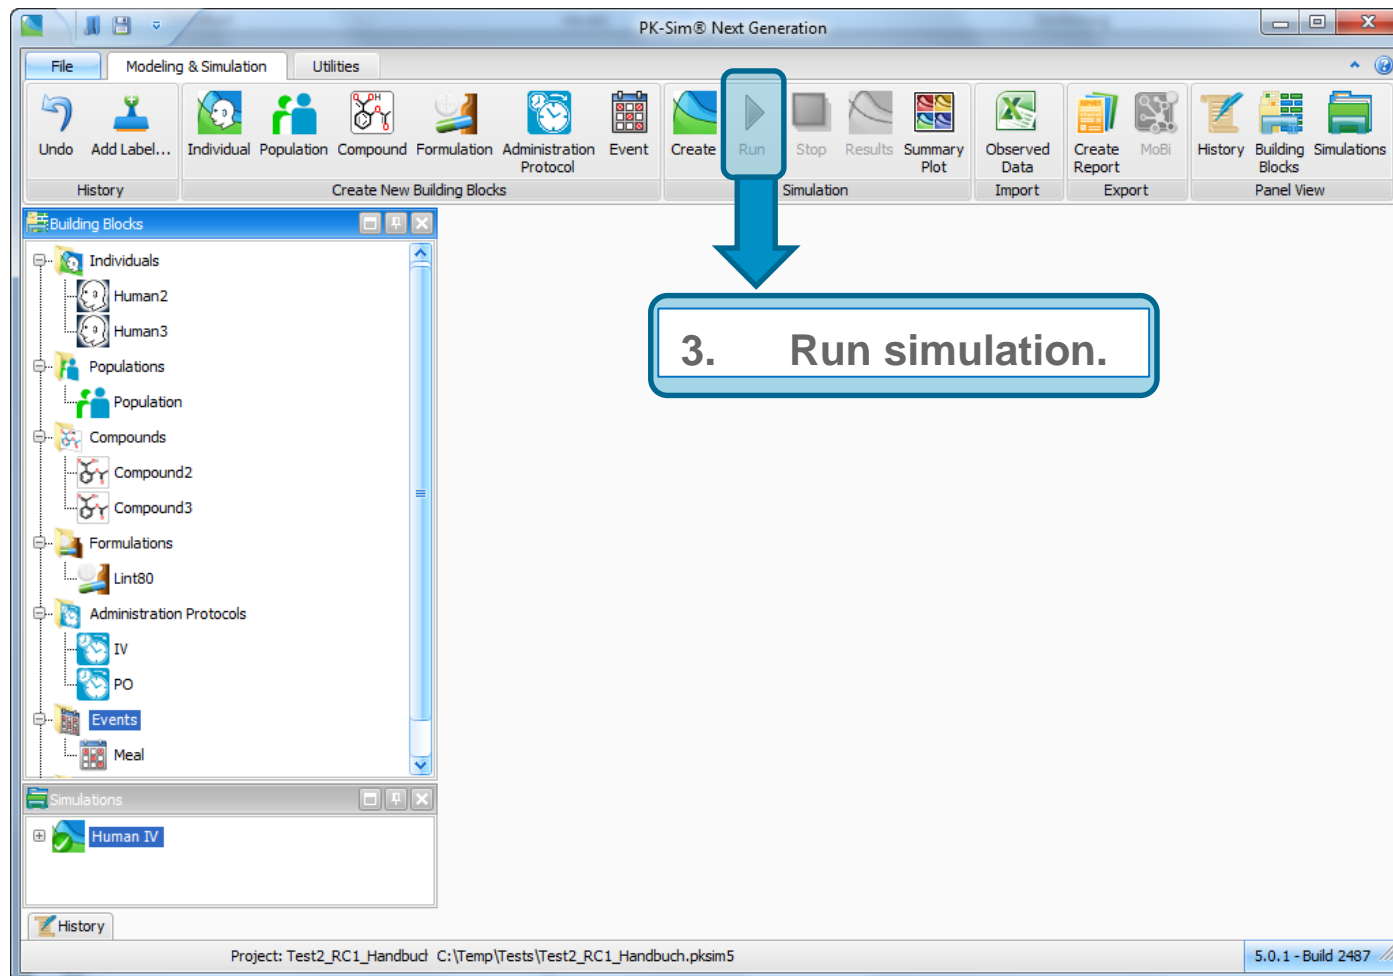 PK-Sim® Next Generation
File Modeling & Simulation Utilities
Undo Add Label... Individual Population Compound Formulation Administration Protocol Event Create Run Stop Results Summary Plot Observed Data Create Report MoBi History Building Blocks Simulations
History Create New Building Blocks Simulation Import Export Panel View
Building Blocks
Individuals
Human2
Human3
Populations
Population
Compounds
Compound2
Compound3
Formulations
Lint80
Administration Protocols
IV
PO
Events
Meal
3. Run simulation.
Simulations
Human IV
History
Project: Test2_RC1_Handbuch C:\Temp\Tests\Test2_RC1_Handbuch.pksim5 5.0.1 - Build 2487